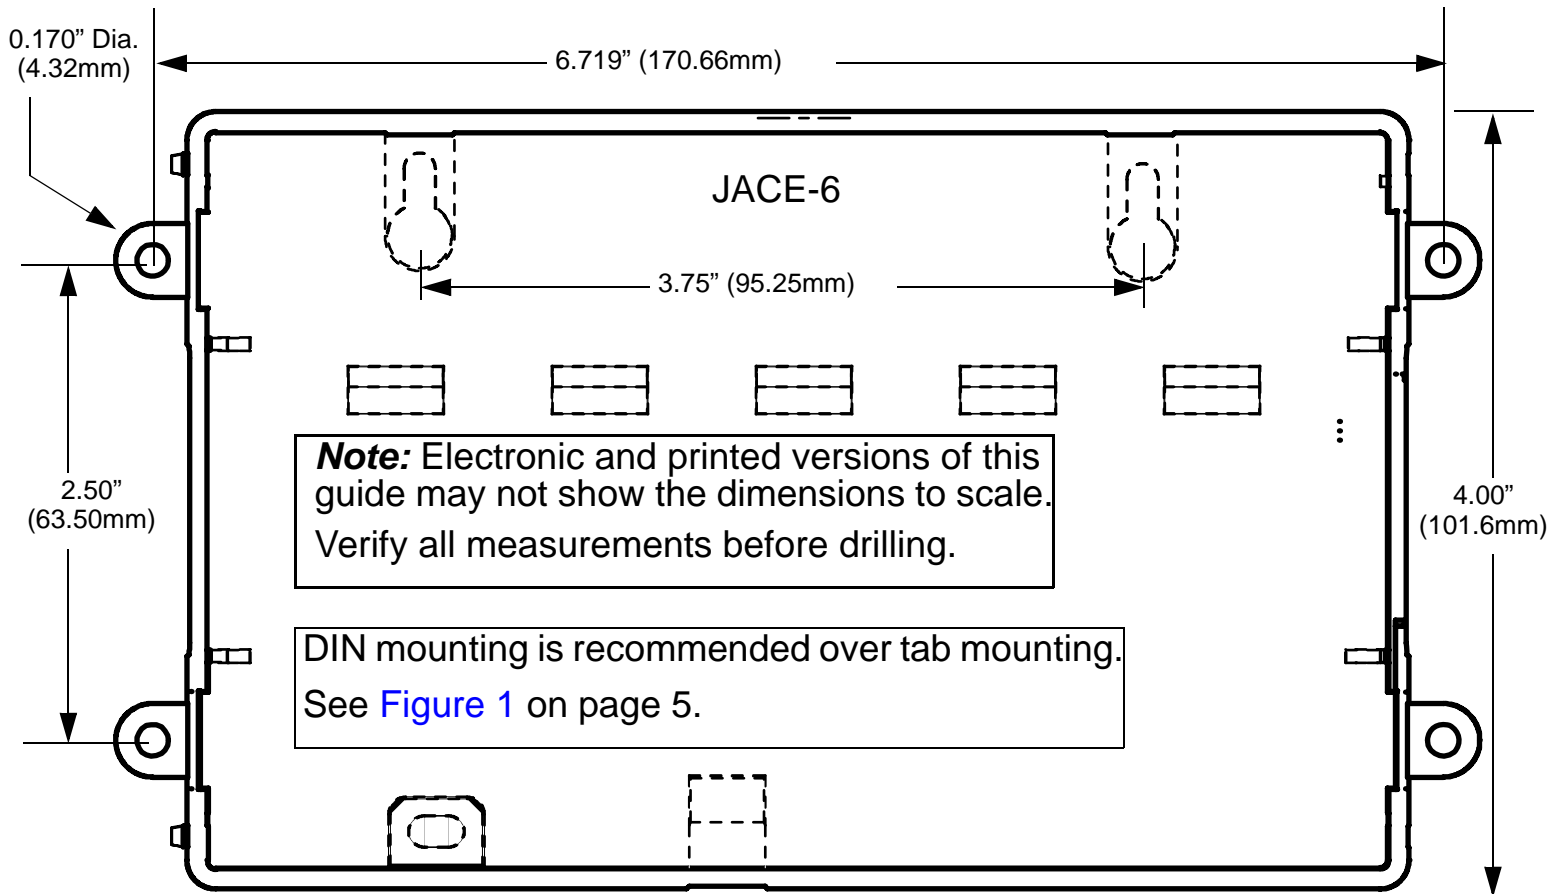 0.170” Dia.
(4.32mm)
6.719” (170.66mm)
JACE-6
3.75” (95.25mm)
Note: Electronic and printed versions of this
guide may not show the dimensions to scale.
Verify all measurements before drilling.
2.50”
(63.50mm)
4.00”
(101.6mm)
DIN mounting is recommended over tab mounting.
See Figure 1 on page 5.